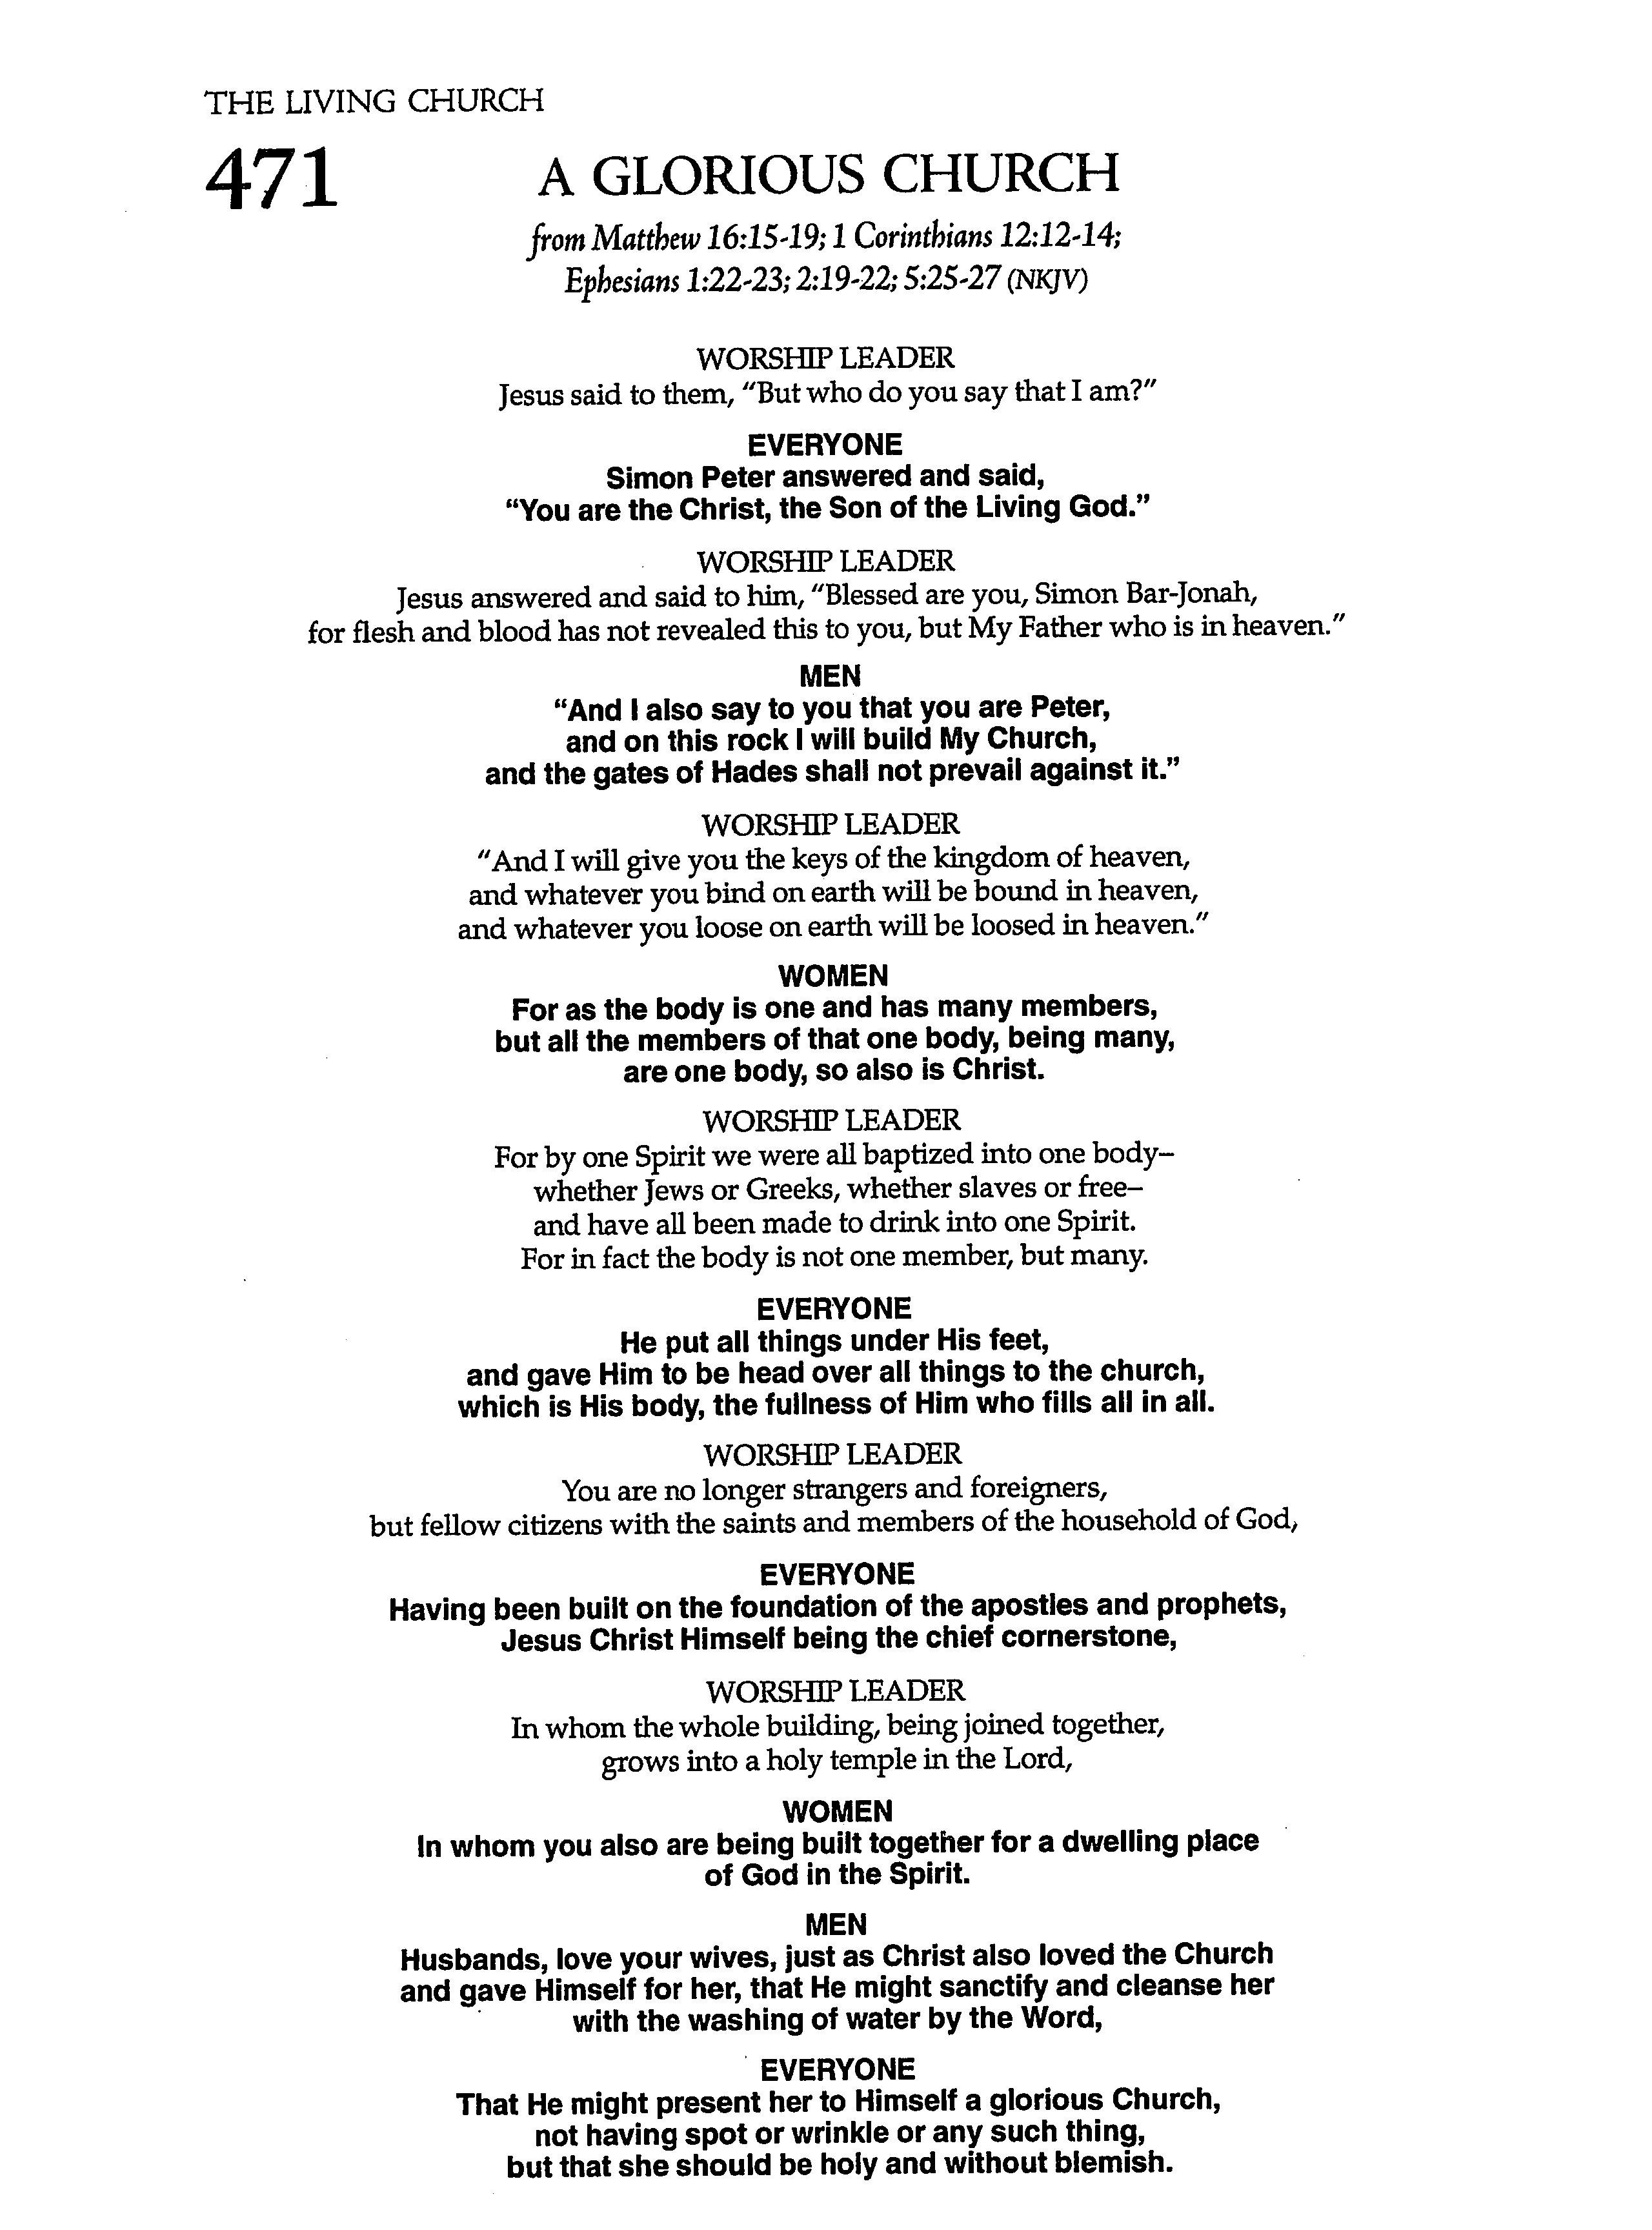 THE LIVING CHURCH
471
A GLORIOUS CHURCH
from Matthew 16:15-19; 1 Corinthians 12:12-14;
Ephesians 1:22-23; 2:19-22; 5:25-27 (NKJV)
WORSHIP LEADER
Jesus said to them, "But who do you say that I am?"
EVERYONE
Simon Peter answered and said,
“You are the Christ, the Son of the Living God.”
WORSHIP LEADER
Jesus answered and said to him, "Blessed are you, Simon Bar-Jonah,
for flesh and blood has not revealed this to you, but My Father who is in heaven."
MEN
“And I also say to you that you are Peter,
and on this rock I will build My Church,
and the gates of Hades shall not prevail against it.”
WORSHIP LEADER
"And I will give you the keys of the kingdom of heaven,
and whatever you bind on earth will be bound in heaven,
and whatever you loose on earth will be loosed in heaven."
WOMEN
For as the body is one and has many members,
but all the members of that one body, being many,
are one body, so also is Christ.
WORSHIP LEADER
For by one Spirit we were all baptized into one body–
whether Jews or Greeks, whether slaves or free–
and have all been made to drink into one Spirit.
For in fact the body is not one member, but many.
EVERYONE
He put all things under His feet,
and gave Him to be head over all things to the church,
which is His body, the fullness of Him who fills all in all.
WORSHIP LEADER
You are no longer strangers and foreigners,
but fellow citizens with the saints and members of the household of God,
EVERYONE
Having been built on the foundation of the apostles and prophets,
Jesus Christ Himself being the chief cornerstone,
WORSHIP LEADER
In whom the whole building, being joined together,
grows into a holy temple in the Lord,
WOMEN
In whom you also are being built together for a dwelling place
of God in the Spirit.
MEN
Husbands, love your wives, just as Christ also loved the Church
and gave Himself for her, that He might sanctify and cleanse her
with the washing of water by the Word,
EVERYONE
That He might present her to Himself a glorious Church,
not having spot or wrinkle or any such thing,
but that she should be holy and without blemish.